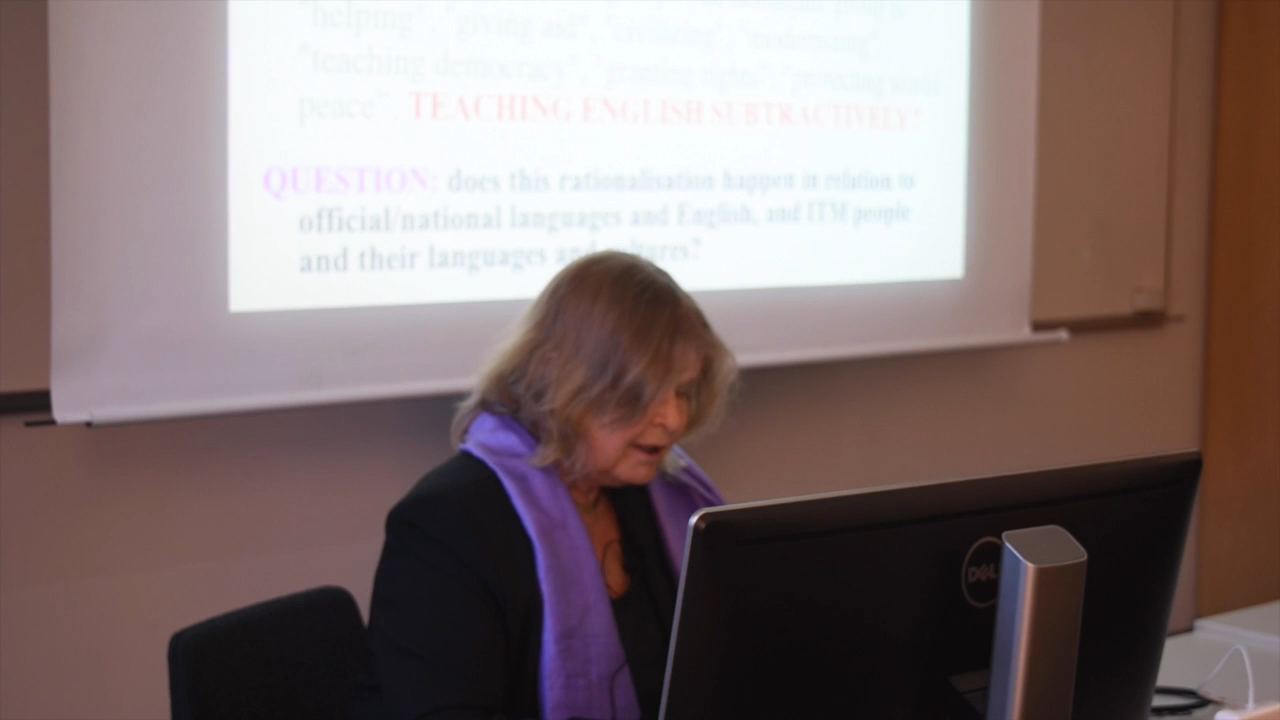 "helping", "giving aid", "civilizing", "modernising",
"teaching democracy", "granting rights", "protecting world
peace". TEACHING ENGLISH SUBTRACTIVELY?
QUESTION: does this rationalisation happen in relation to
official/national languages and English, and ITM people
and their languages and cultures?
DELL